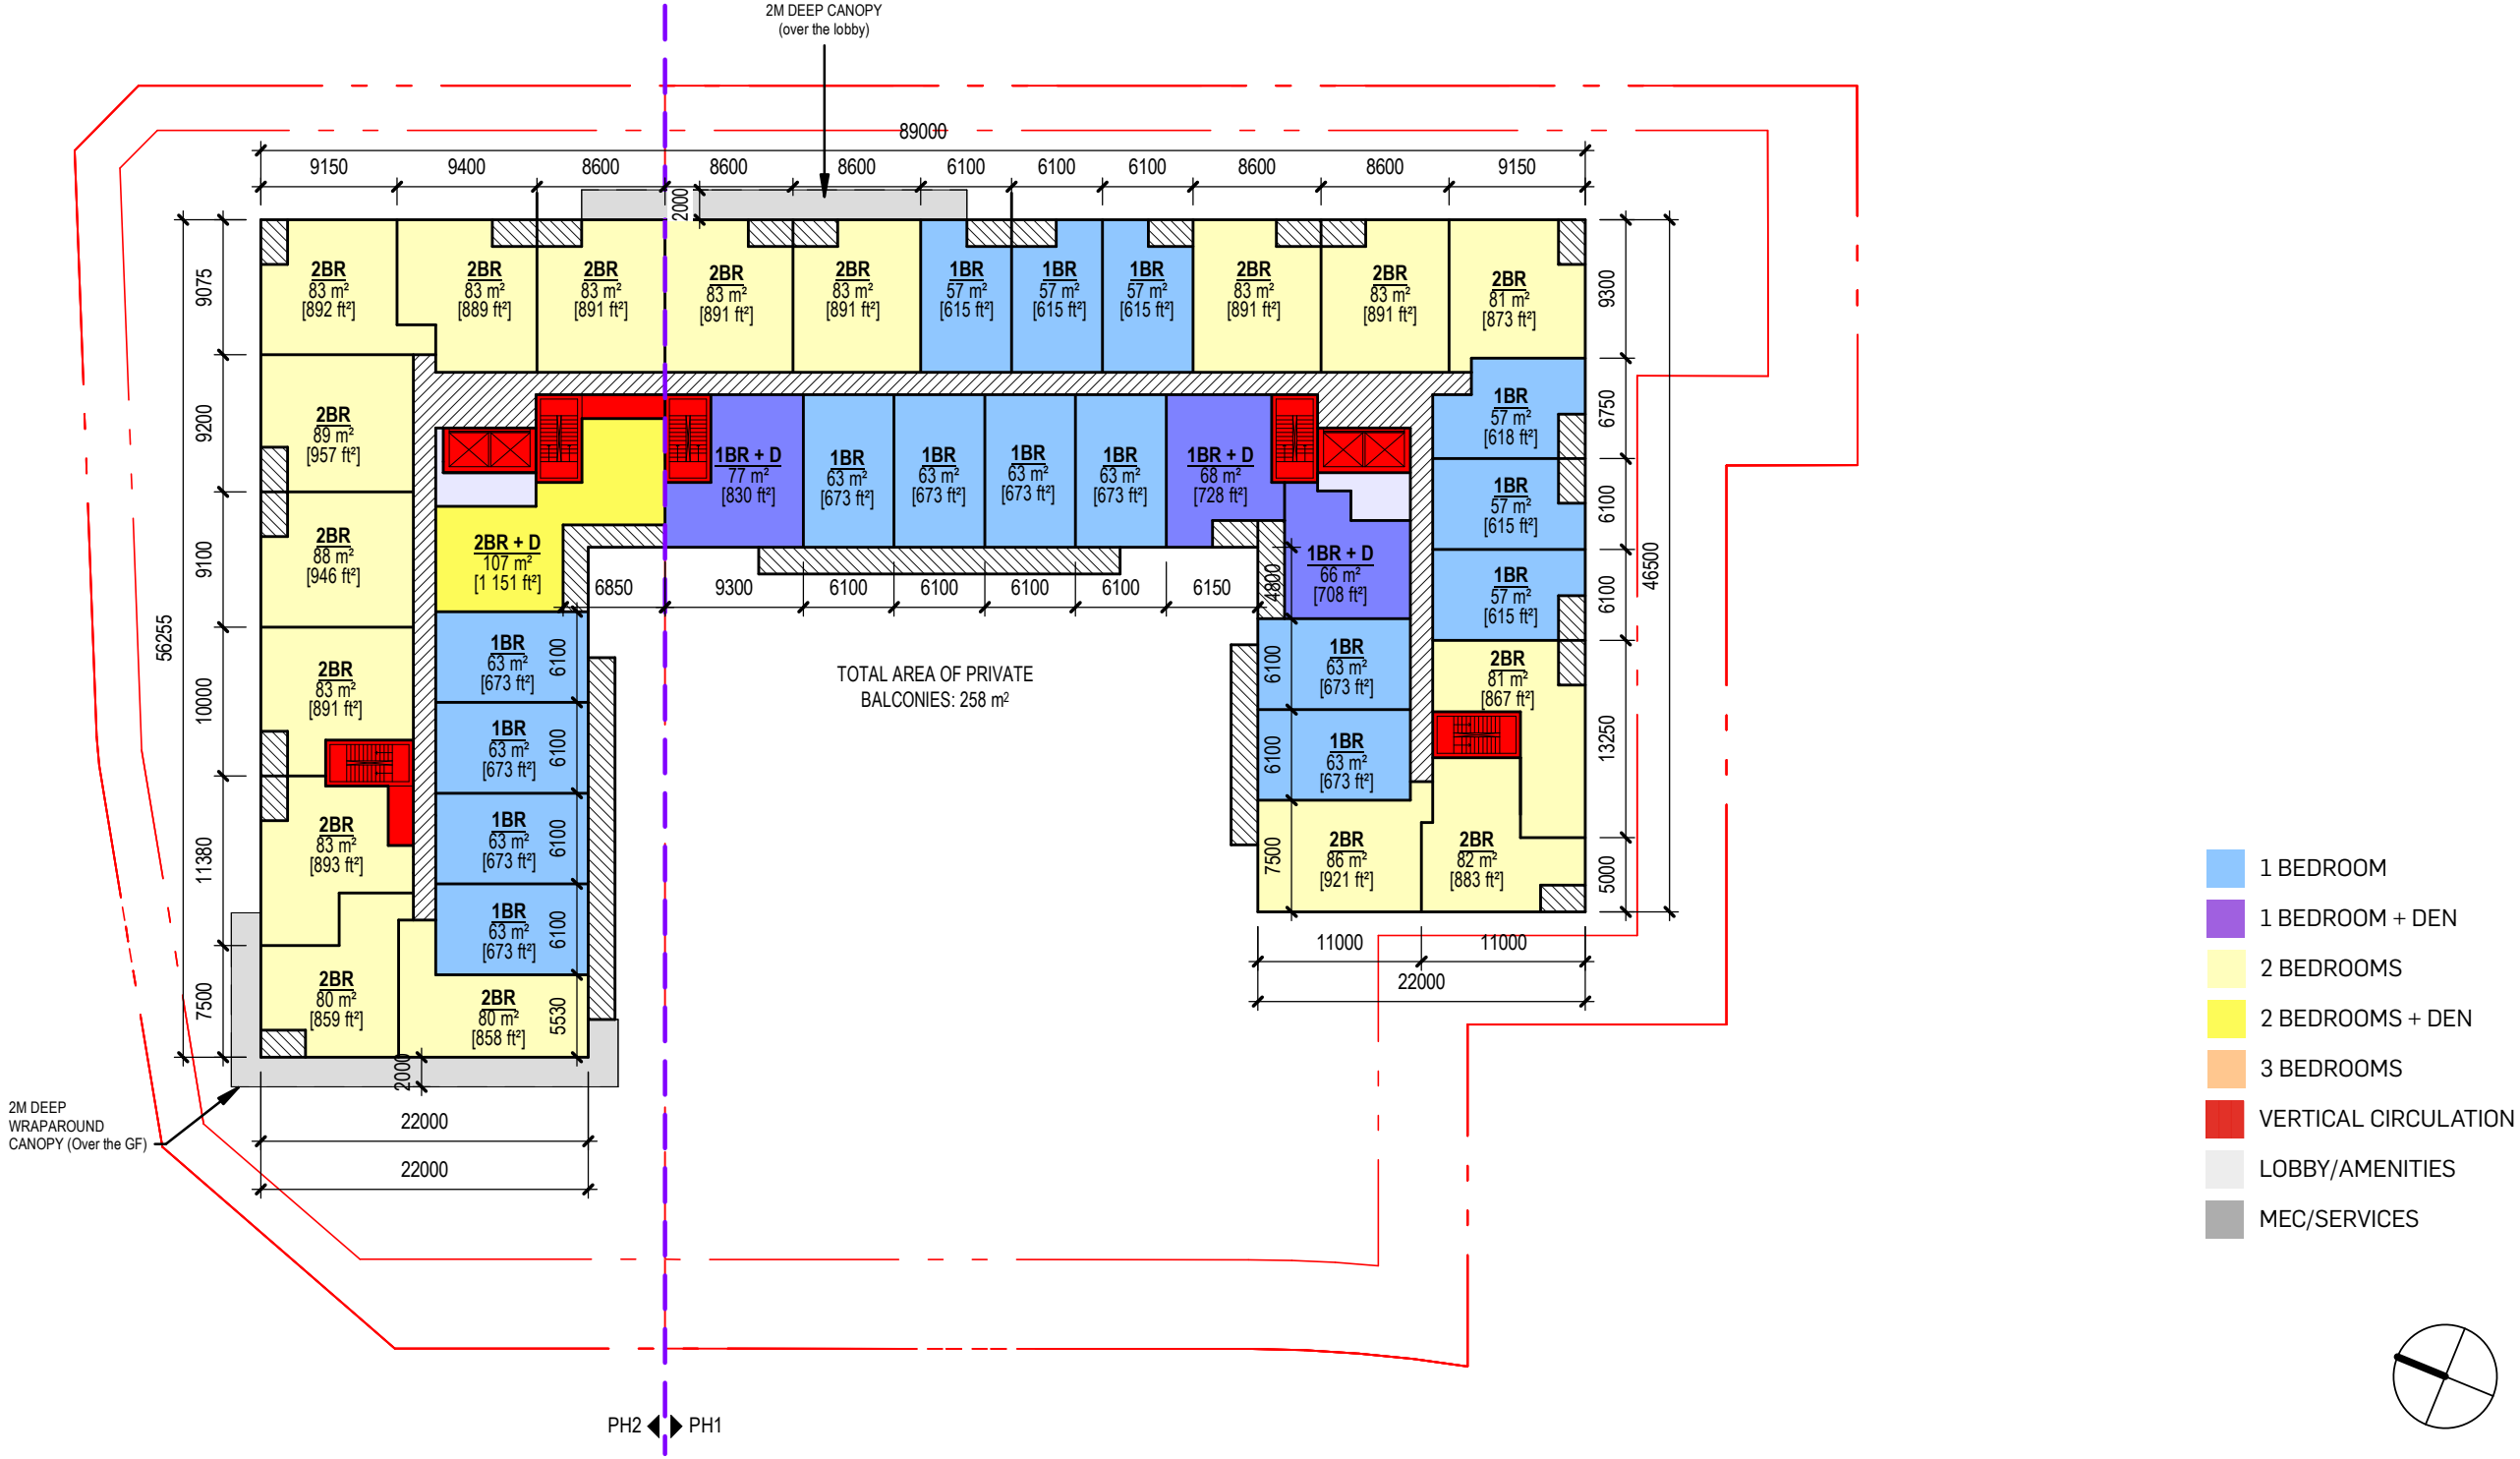 2M DEEP CANOPY
(over the lobby)
89000
9150 9400 8600 8600 8600 6100 6100 6100 8600 8600 9150
2000
2BR
83 m²
[892 ft²]
2BR
83 m²
[889 ft²]
2BR
83 m²
[891 ft²]
2BR
83 m²
[891 ft²]
2BR
83 m²
[891 ft²]
1BR
57 m²
[615 ft²]
1BR
57 m²
[615 ft²]
1BR
57 m²
[615 ft²]
2BR
83 m²
[891 ft²]
2BR
83 m²
[891 ft²]
2BR
81 m²
[873 ft²]
9075
9200
9100
10000
11380
7500
56255
9300
6750
6100
6100
13250
5000
46500
2BR
89 m²
[957 ft²]
2BR
88 m²
[946 ft²]
2BR
83 m²
[891 ft²]
2BR
83 m²
[893 ft²]
2BR
80 m²
[859 ft²]
2BR
80 m²
[858 ft²]
2BR + D
107 m²
[1 151 ft²]
1BR
63 m²
[673 ft²]
6100
1BR
63 m²
[673 ft²]
6100
1BR
63 m²
[673 ft²]
6100
1BR
63 m²
[673 ft²]
6100
5530
1BR + D
77 m²
[830 ft²]
1BR
63 m²
[673 ft²]
1BR
63 m²
[673 ft²]
1BR
63 m²
[673 ft²]
1BR
63 m²
[673 ft²]
1BR + D
68 m²
[728 ft²]
1BR + D
66 m²
[708 ft²]
6850 9300 6100 6100 6100 6100 6150
4800
6100
6100
7500
1BR
63 m²
[673 ft²]
1BR
63 m²
[673 ft²]
2BR
86 m²
[921 ft²]
2BR
82 m²
[883 ft²]
1BR
57 m²
[618 ft²]
1BR
57 m²
[615 ft²]
1BR
57 m²
[615 ft²]
2BR
81 m²
[867 ft²]
TOTAL AREA OF PRIVATE
BALCONIES: 258 m²
11000 11000
22000
2000
22000
22000
2M DEEP
WRAPAROUND
CANOPY (Over the GF)
PH2 PH1
1 BEDROOM
1 BEDROOM + DEN
2 BEDROOMS
2 BEDROOMS + DEN
3 BEDROOMS
VERTICAL CIRCULATION
LOBBY/AMENITIES
MEC/SERVICES